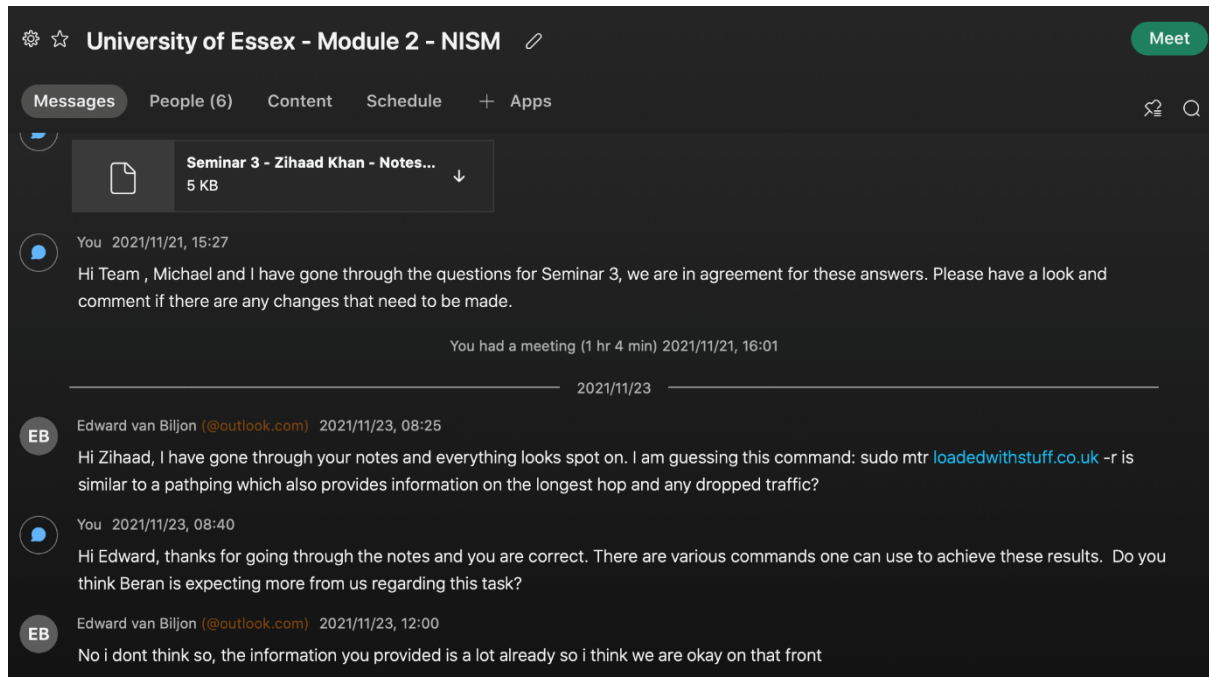 University of Essex - Module 2 - NISM
Meet
Messages People (6) Content Schedule + Apps
Seminar 3 - Zihaad Khan - Notes...
5 KB
You 2021/11/21, 15:27
Hi Team , Michael and I have gone through the questions for Seminar 3, we are in agreement for these answers. Please have a look and
comment if there are any changes that need to be made.
You had a meeting (1 hr 4 min) 2021/11/21, 16:01
2021/11/23
EB
Edward van Biljon (@outlook.com) 2021/11/23, 08:25
Hi Zihaad, I have gone through your notes and everything looks spot on. I am guessing this command: sudo mtr loadedwithstuff.co.uk -r is
similar to a pathping which also provides information on the longest hop and any dropped traffic?
You 2021/11/23, 08:40
Hi Edward, thanks for going through the notes and you are correct. There are various commands one can use to achieve these results.  Do you
think Beran is expecting more from us regarding this task?
EB
Edward van Biljon (@outlook.com) 2021/11/23, 12:00
No i dont think so, the information you provided is a lot already so i think we are okay on that front